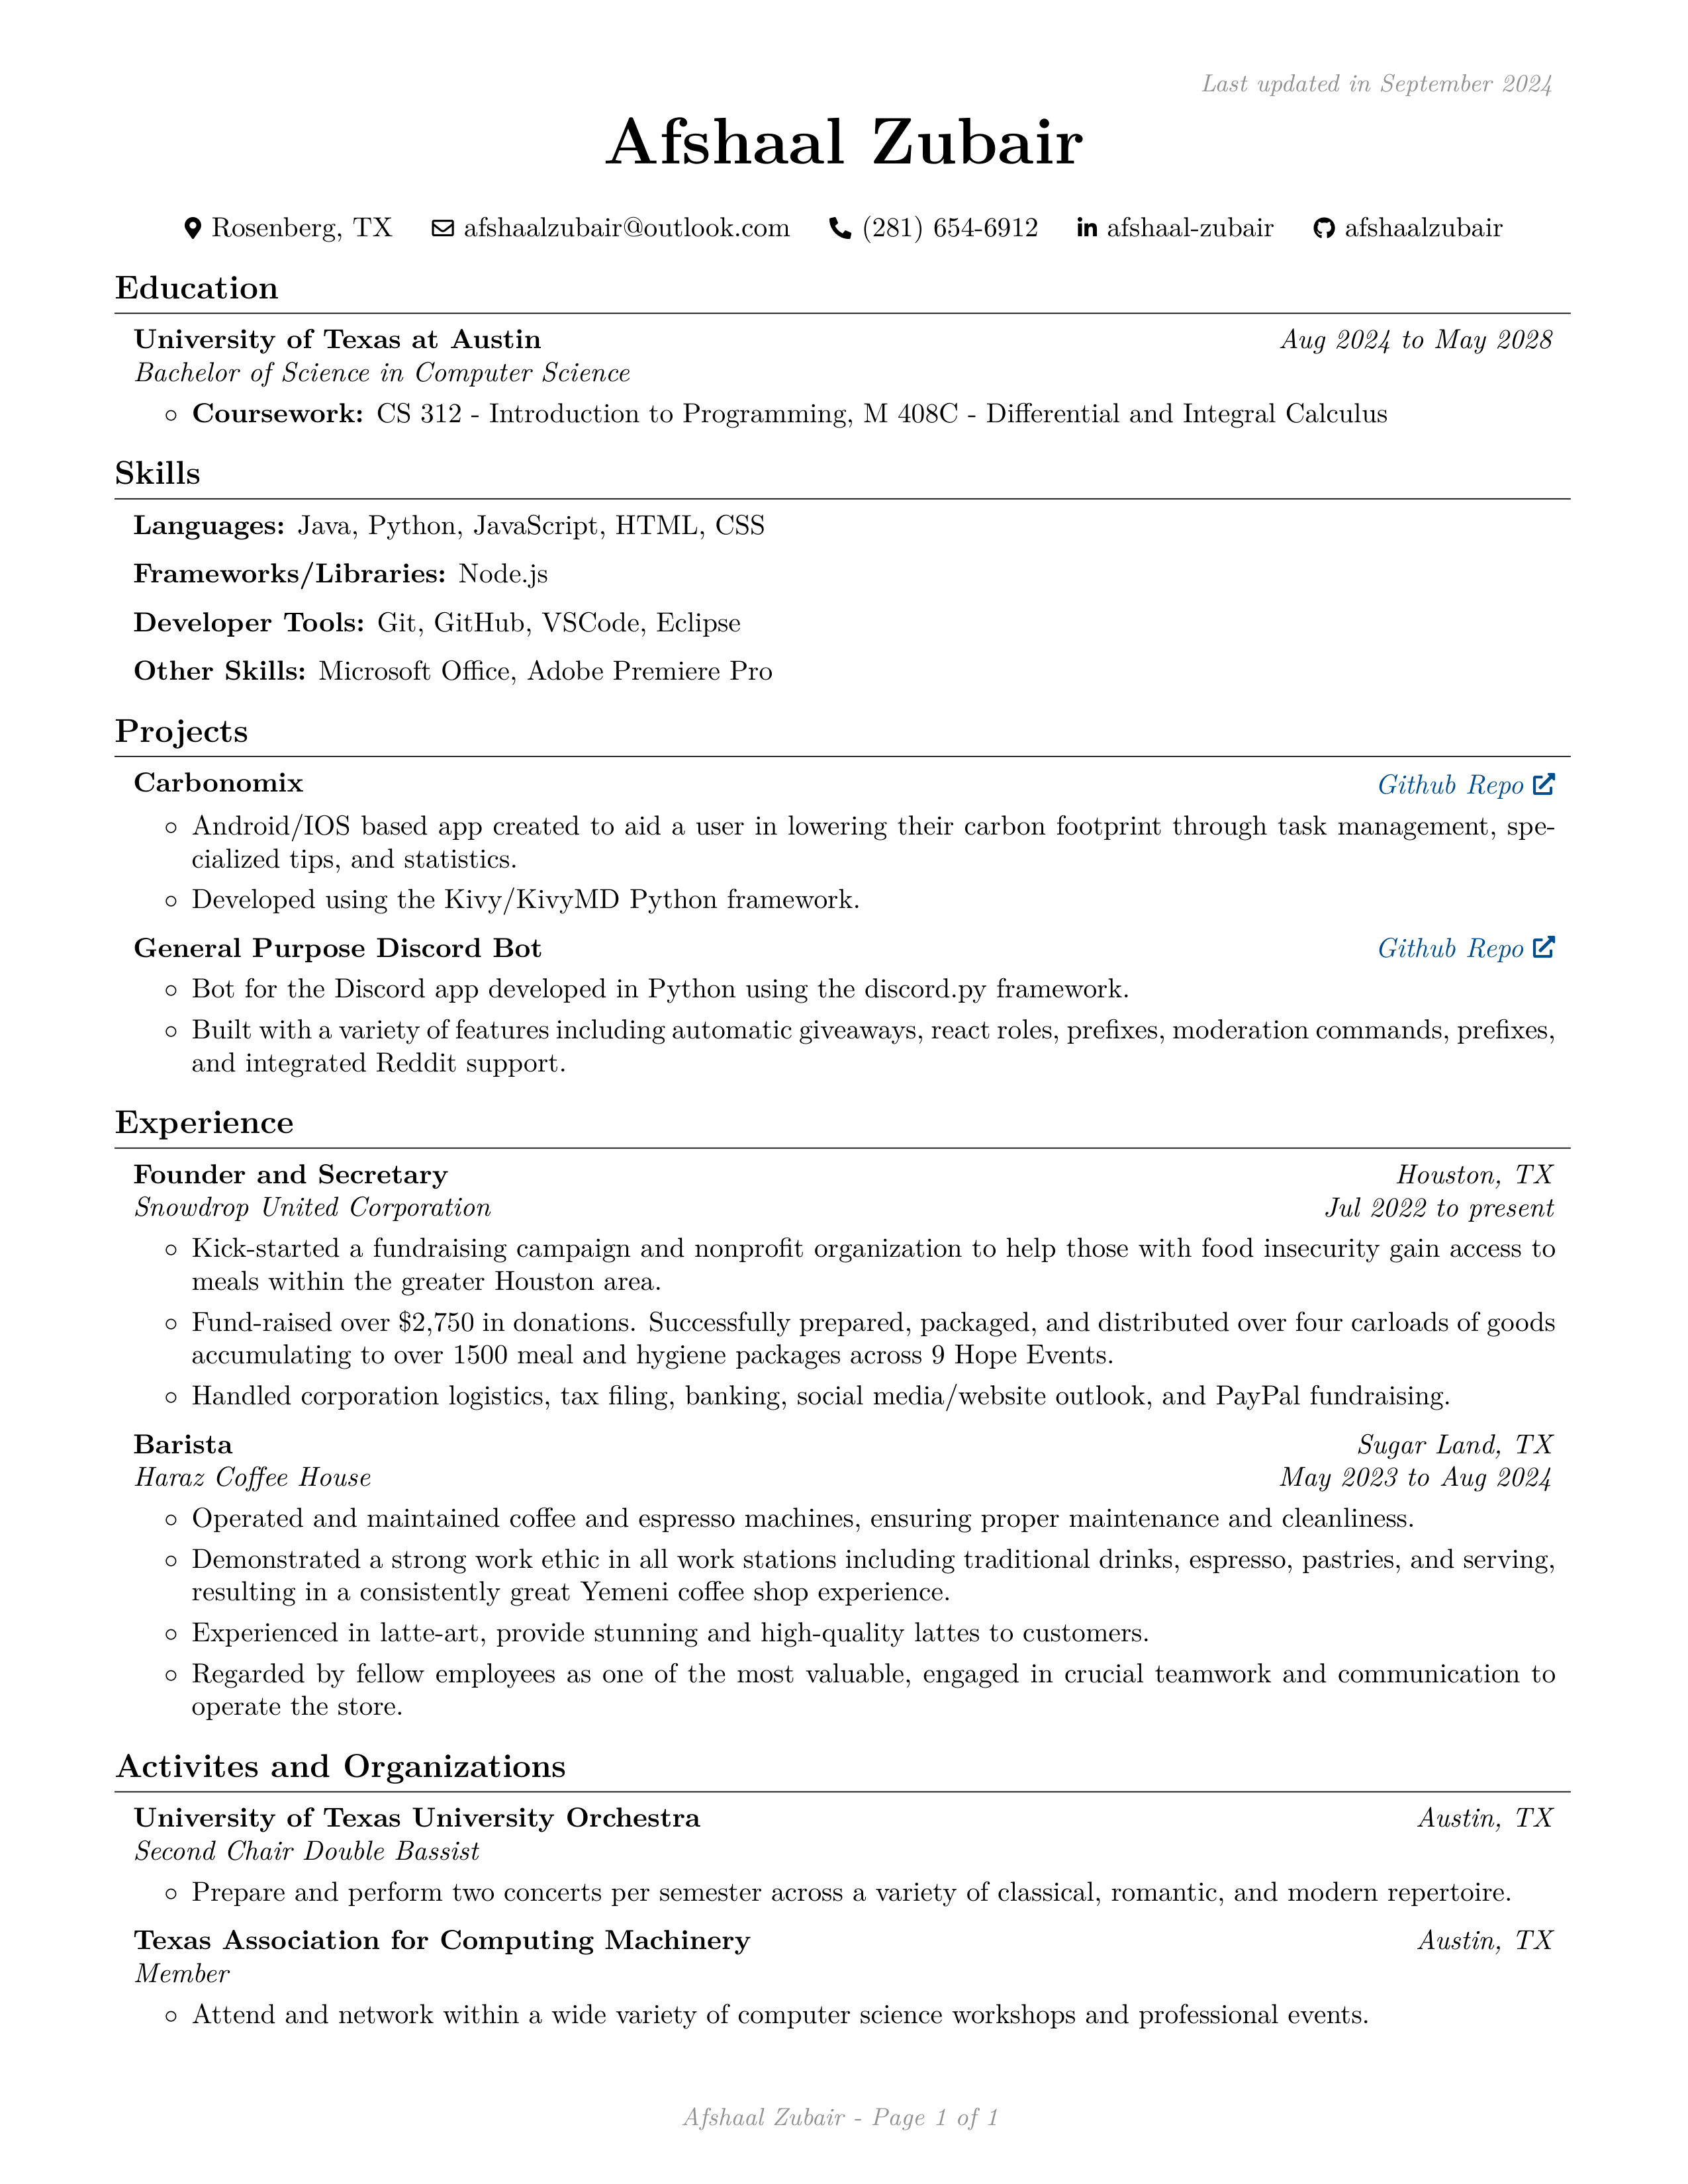 Last updated in September 2024
Afshaal Zubair
Rosenberg, TX afshaalzubair@outlook.com (281) 654-6912 afshaal-zubair afshaalzubair
Education
University of Texas at Austin Aug 2024 to May 2028
Bachelor of Science in Computer Science
◦ Coursework: CS 312 - Introduction to Programming, M 408C - Differential and Integral Calculus
Skills
Languages: Java, Python, JavaScript, HTML, CSS
Frameworks/Libraries: Node.js
Developer Tools: Git, GitHub, VSCode, Eclipse
Other Skills: Microsoft Office, Adobe Premiere Pro
Projects
Carbonomix Github Repo
◦ Android/IOS based app created to aid a user in lowering their carbon footprint through task management, spe-
cialized tips, and statistics.
◦ Developed using the Kivy/KivyMD Python framework.
General Purpose Discord Bot Github Repo
◦ Bot for the Discord app developed in Python using the discord.py framework.
◦ Built with a variety of features including automatic giveaways, react roles, prefixes, moderation commands, prefixes,
and integrated Reddit support.
Experience
Founder and Secretary Houston, TX
Snowdrop United Corporation Jul 2022 to present
◦ Kick-started a fundraising campaign and nonprofit organization to help those with food insecurity gain access to
meals within the greater Houston area.
◦ Fund-raised over $2,750 in donations. Successfully prepared, packaged, and distributed over four carloads of goods
accumulating to over 1500 meal and hygiene packages across 9 Hope Events.
◦ Handled corporation logistics, tax filing, banking, social media/website outlook, and PayPal fundraising.
Barista Sugar Land, TX
Haraz Coffee House May 2023 to Aug 2024
◦ Operated and maintained coffee and espresso machines, ensuring proper maintenance and cleanliness.
◦ Demonstrated a strong work ethic in all work stations including traditional drinks, espresso, pastries, and serving,
resulting in a consistently great Yemeni coffee shop experience.
◦ Experienced in latte-art, provide stunning and high-quality lattes to customers.
◦ Regarded by fellow employees as one of the most valuable, engaged in crucial teamwork and communication to
operate the store.
Activites and Organizations
University of Texas University Orchestra Austin, TX
Second Chair Double Bassist
◦ Prepare and perform two concerts per semester across a variety of classical, romantic, and modern repertoire.
Texas Association for Computing Machinery Austin, TX
Member
◦ Attend and network within a wide variety of computer science workshops and professional events.
Afshaal Zubair - Page 1 of 1